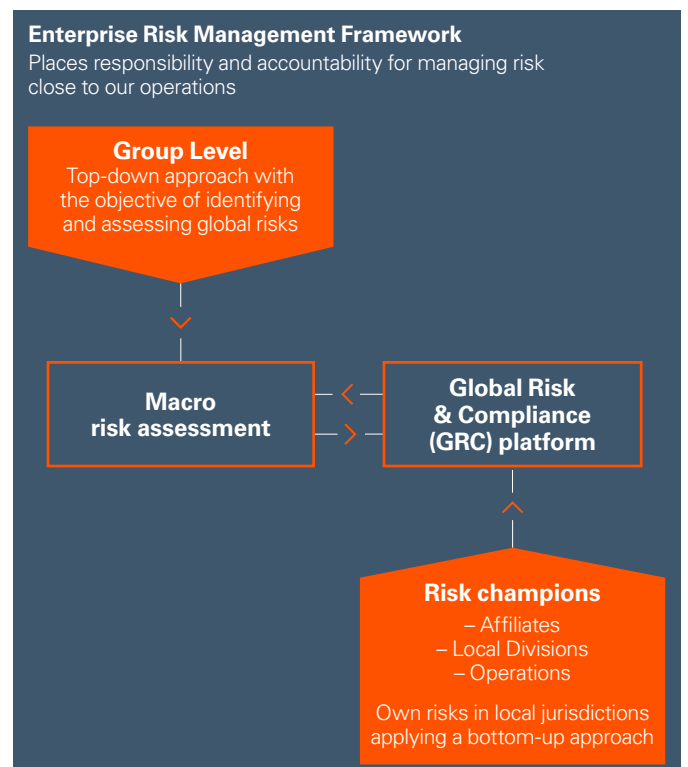 Enterprise Risk Management Framework
Places responsibility and accountability for managing risk
close to our operations
Group Level
Top-down approach with
the objective of identifying
and assessing global risks
Macro
risk assessment
Global Risk
& Compliance
(GRC) platform
Risk champions
– Affiliates
– Local Divisions
– Operations
Own risks in local jurisdictions
applying a bottom-up approach